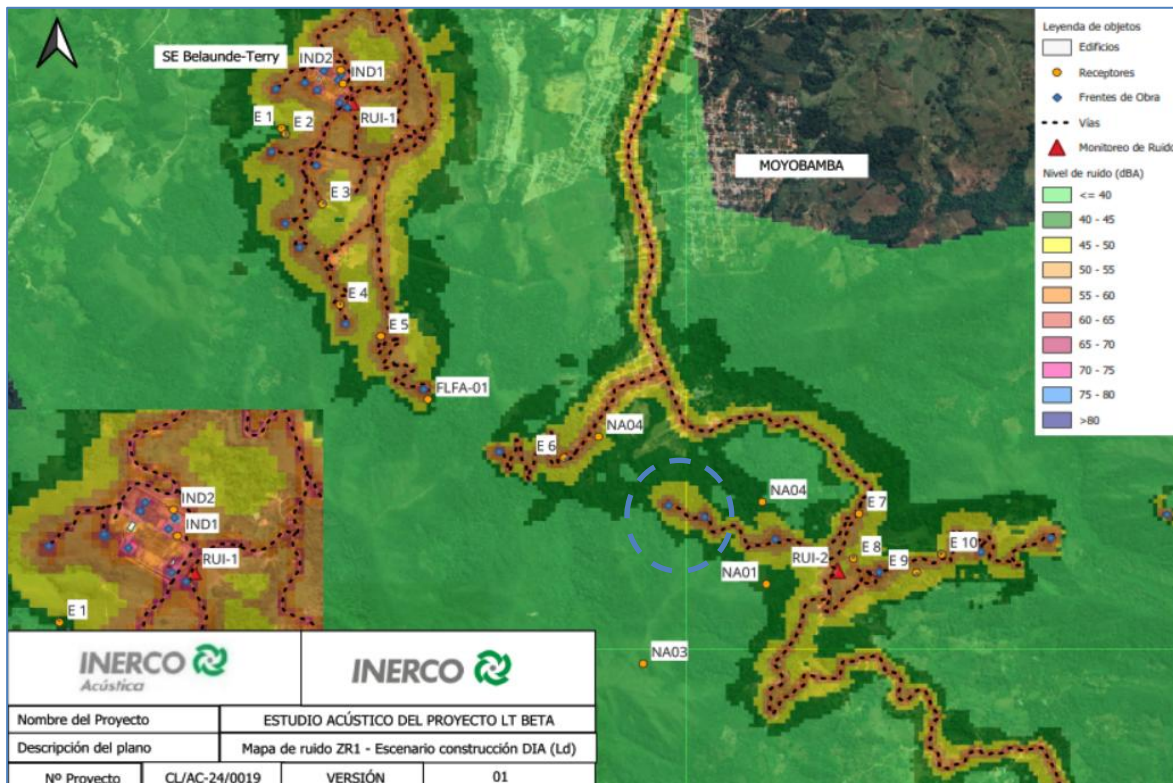 SE Belaunde-Terry
IND2
IND1
RUI-1
E 1
E 2
E 3
E 4
E 5
FLFA-01
MOYOBAMBA
NA04
E 6
NA04
E 7
RUI-2
E 8
E 9
E 10
NA01
NA03
IND2
IND1
RUI-1
E 1
Leyenda de objetos
Edificios
Receptores
Frentes de Obra
Vías
Monitoreo de Ruido
Nivel de ruido (dBA)
<= 40
40 - 45
45 - 50
50 - 55
55 - 60
60 - 65
65 - 70
70 - 75
75 - 80
>80
INERCO
Acústica
INERCO
Nombre del Proyecto ESTUDIO ACÚSTICO DEL PROYECTO LT BETA
Descripción del plano Mapa de ruido ZR1 - Escenario construcción DIA (Ld)
Nº Proyecto CL/AC-24/0019 VERSIÓN 01